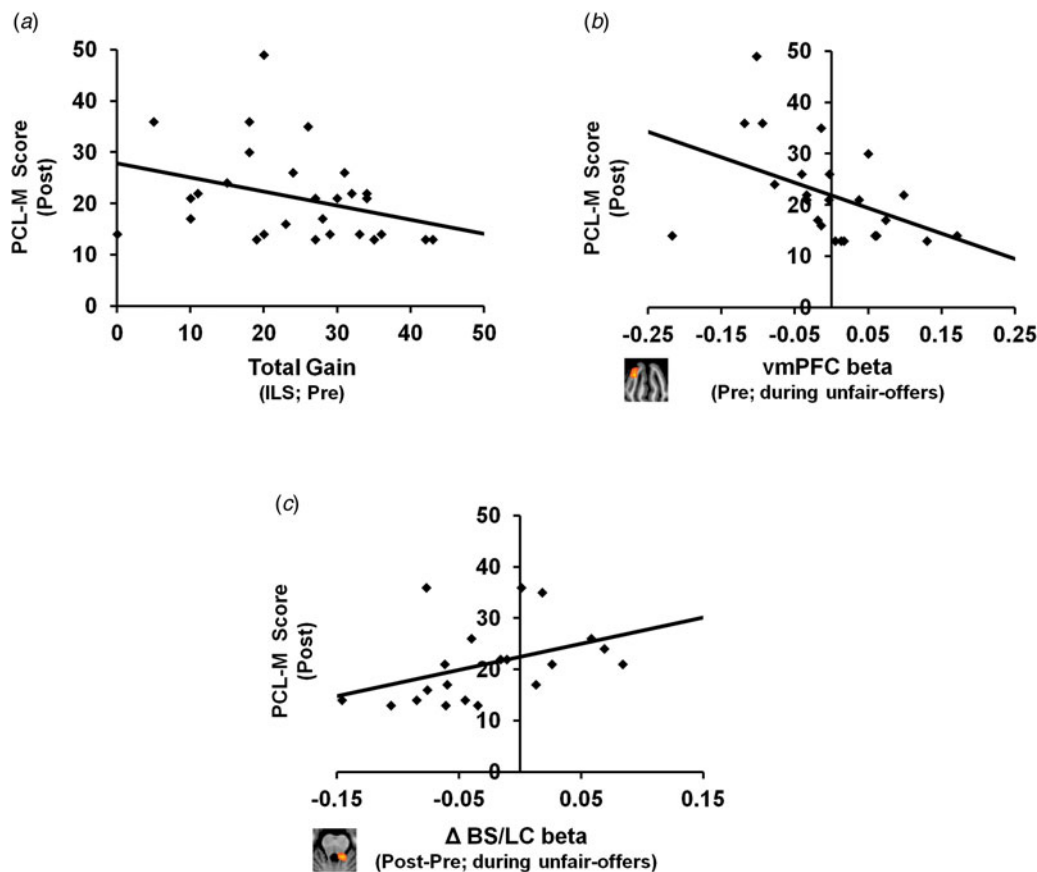 (a)
50
40
30
20
10
0
PCL-M Score
(Post)
0 10 20 30 40 50
Total Gain
(ILS; Pre)
(b)
50
40
30
20
10
0
PCL-M Score
(Post)
-0.25 -0.15 -0.05 0.05 0.15 0.25
vmPFC beta
(Pre; during unfair-offers)
(c)
50
40
30
20
10
0
PCL-M Score
(Post)
-0.15 -0.05 0.05 0.15
Δ BS/LC beta
(Post-Pre; during unfair-offers)